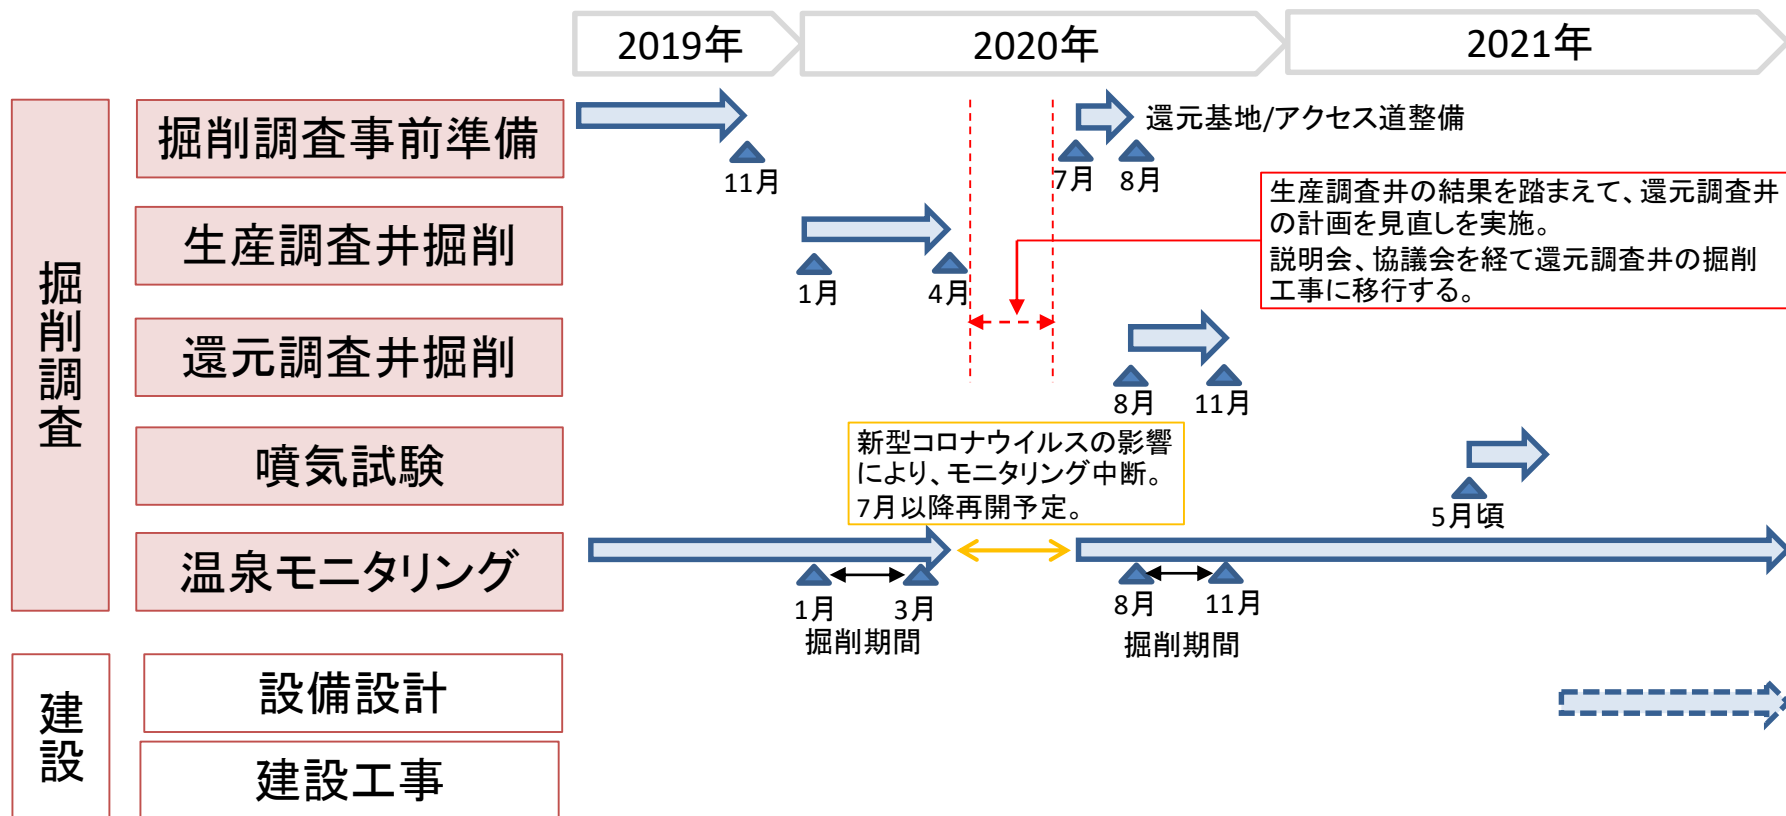 2019年
2020年
2021年
掘削調査
掘削調査事前準備
11月
7月
8月
還元基地/アクセス道整備
生産調査井の結果を踏まえて、還元調査井
の計画を見直しを実施。
説明会、協議会を経て還元調査井の掘削
工事に移行する。
生産調査井掘削
1月
4月
還元調査井掘削
8月
11月
噴気試験
新型コロナウイルスの影響
により、モニタリング中断。
7月以降再開予定。
5月頃
温泉モニタリング
1月
3月
掘削期間
8月
11月
掘削期間
建設
設備設計
建設工事